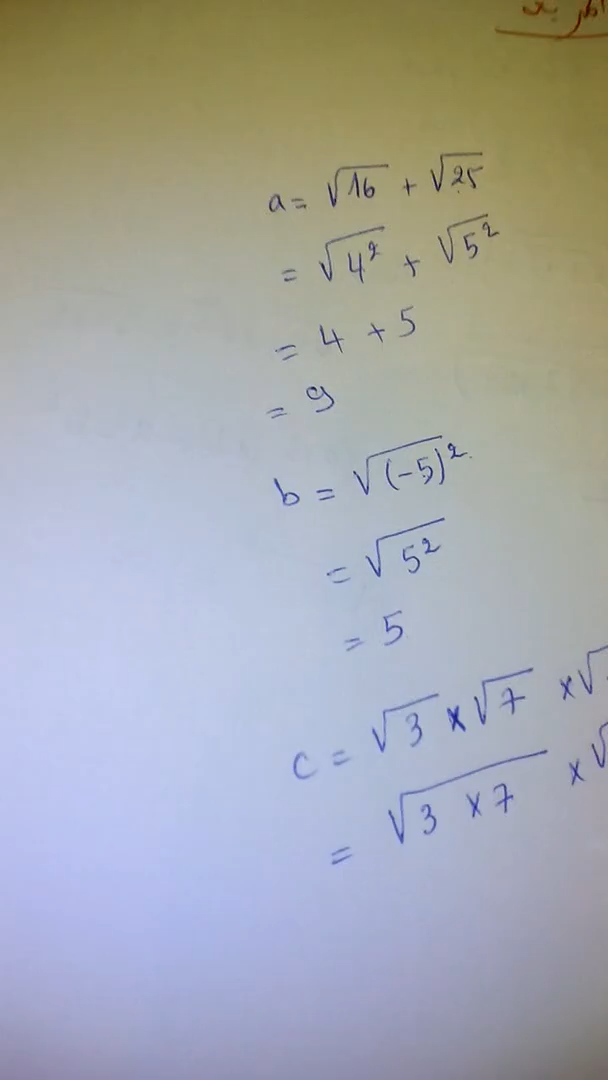 a = √16 + √25
= √4² + √5²
= 4 + 5
= 9
b = √(-5)²
= √5²
= 5
c = √3 × √7 × √
= √3 × 7 × √